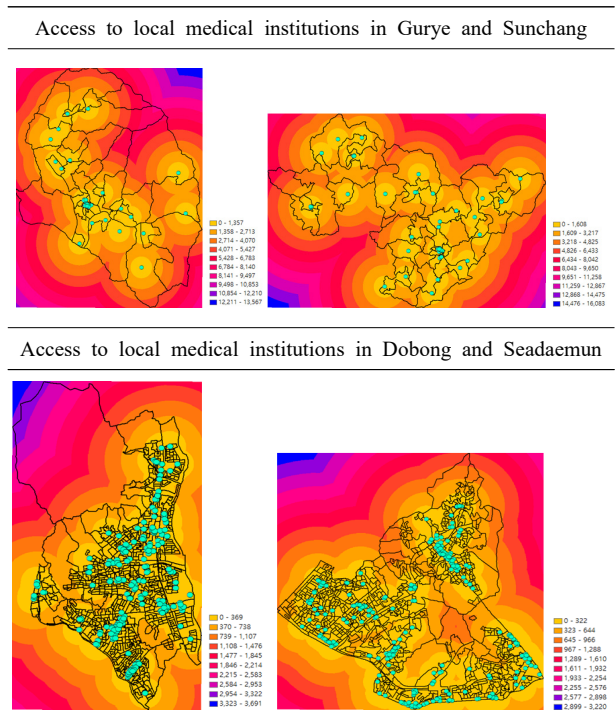 Access to local medical institutions in Gurye and Sunchang
0 - 1,357
1,358 - 2,713
2,714 - 4,070
4,071 - 5,427
5,428 - 6,783
6,784 - 8,140
8,141 - 9,497
9,498 - 10,853
10,854 - 12,210
12,211 - 13,567
0 - 1,608
1,609 - 3,217
3,218 - 4,825
4,826 - 6,433
6,434 - 8,042
8,043 - 9,650
9,651 - 11,258
11,259 - 12,867
12,868 - 14,475
14,476 - 16,083
Access to local medical institutions in Dobong and Seadaemun
0 - 369
370 - 738
739 - 1,107
1,108 - 1,476
1,477 - 1,845
1,846 - 2,214
2,215 - 2,583
2,584 - 2,953
2,954 - 3,322
3,323 - 3,691
0 - 322
323 - 644
645 - 966
967 - 1,288
1,289 - 1,610
1,611 - 1,932
1,933 - 2,254
2,255 - 2,576
2,577 - 2,898
2,899 - 3,220